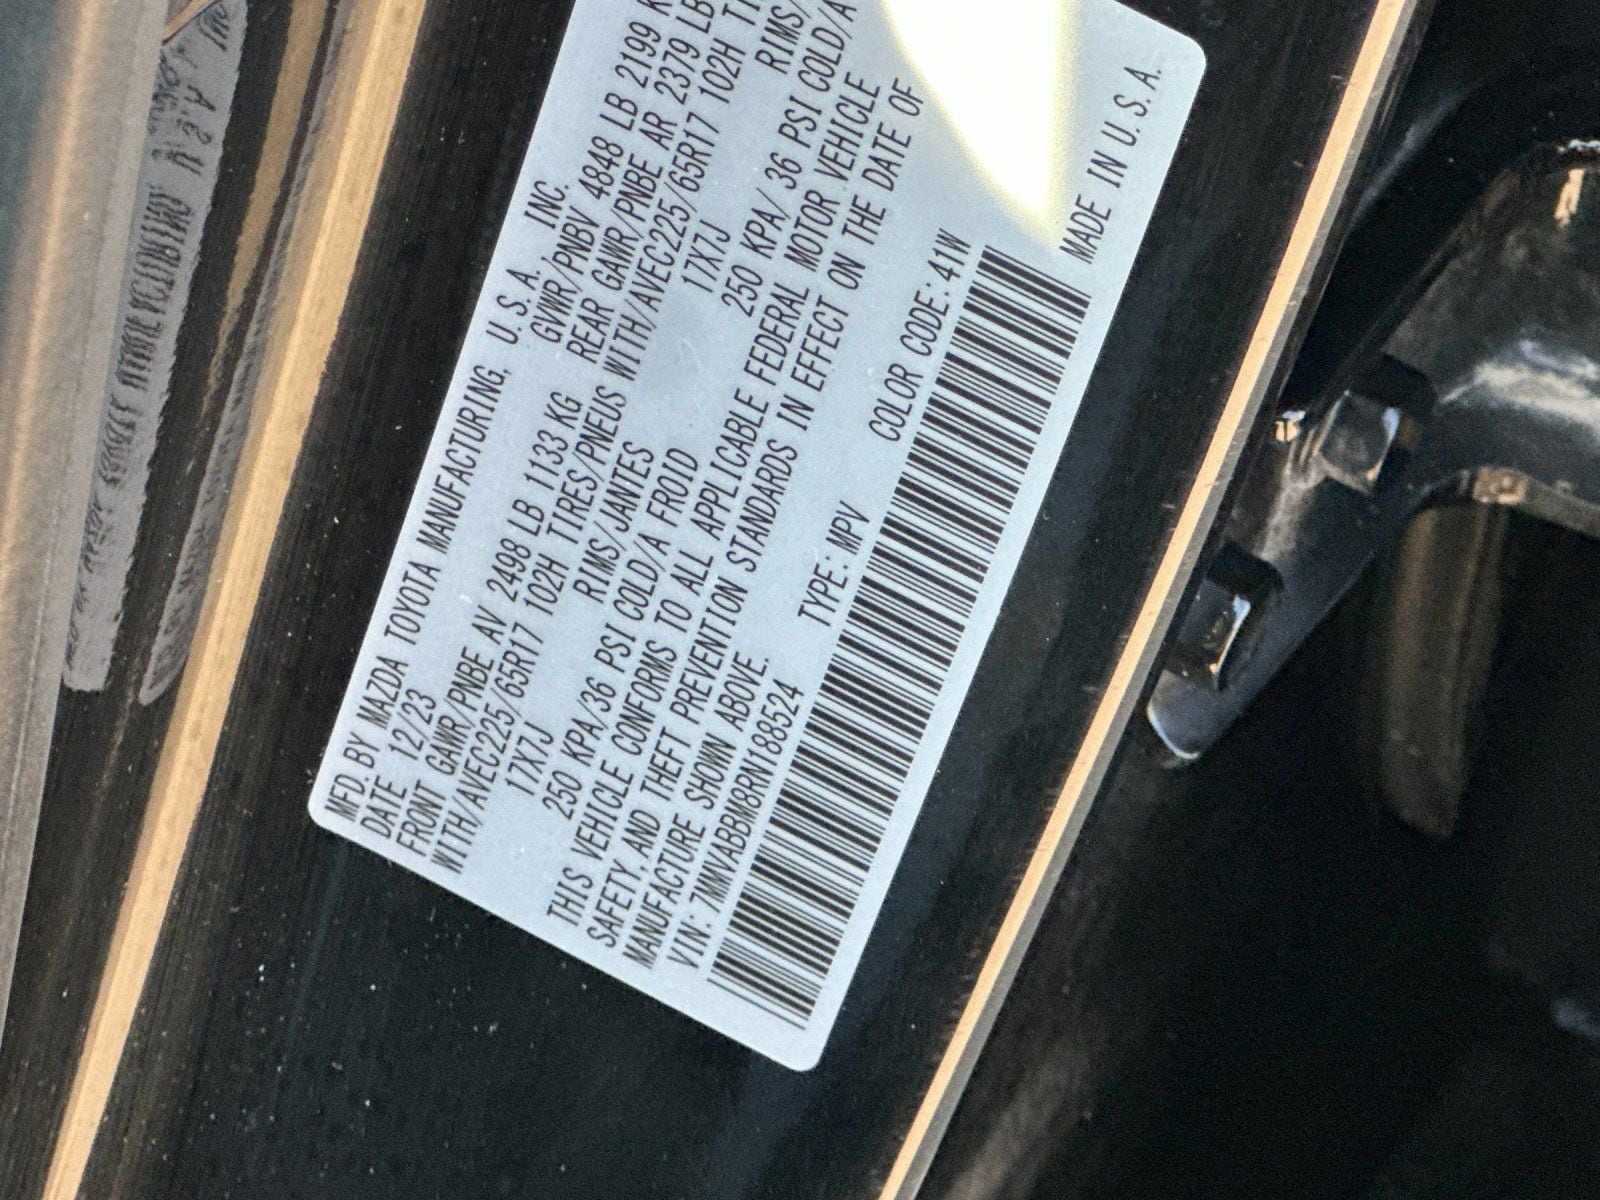 MFD. BY MAZDA TOYOTA MANUFACTURING, U.S.A. INC.
DATE 12/23 GVWR/PNBV 4848 LB 2199 K
FRONT GAWR/PNBE AV 2498 LB 1133 KG REAR GAWR/PNBE AR 2379 LB
WITH/AVEC225/65R17 102H TIRES/PNEUS WITH/AVEC225/65R17 102H TI
17X7J RIMS/JANTES 17X7J RIMS/
250 KPA/36 PSI COLD/A FROID 250 KPA/ 36 PSI COLD/A
THIS VEHICLE CONFORMS TO ALL APPLICABLE FEDERAL MOTOR VEHICLE
SAFETY, AND THEFT PREVENTION STANDARDS IN EFFECT ON THE DATE OF
MANUFACTURE SHOWN ABOVE.
VIN: 7MMVABBM8RN188524 TYPE: MPV COLOR CODE: 41W
MADE IN U.S.A.